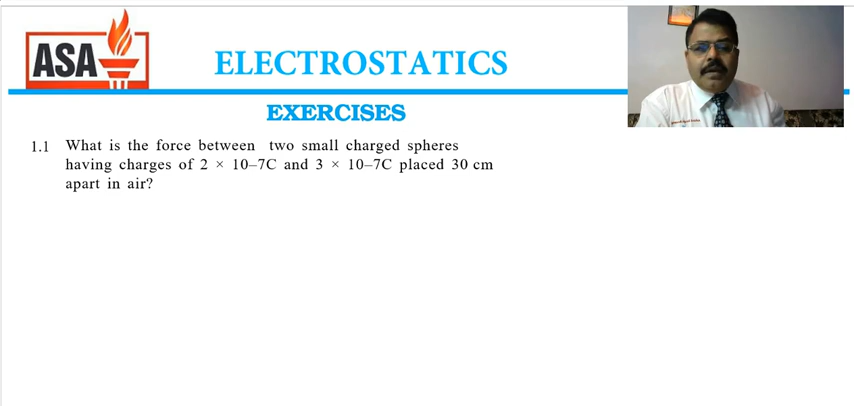 ASA
ELECTROSTATICS
EXERCISES
1.1 What is the force between two small charged spheres
having charges of 2 × 10–7C and 3 × 10–7C placed 30 cm
apart in air?